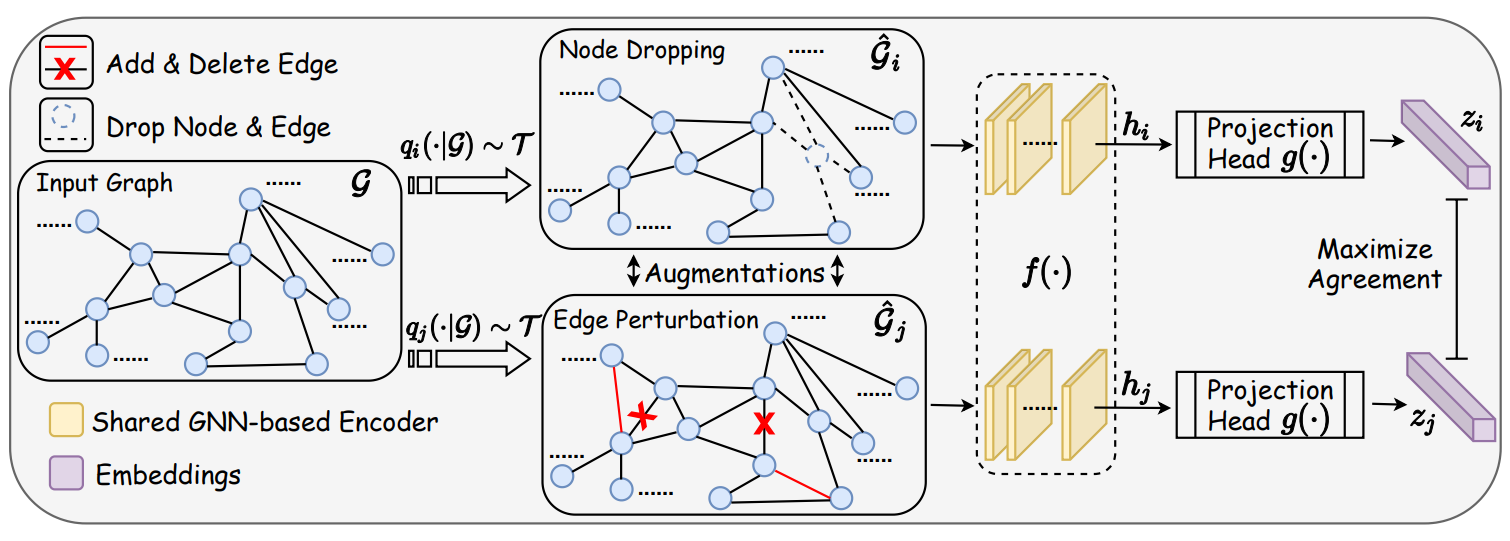 Add & Delete Edge
Drop Node & Edge
Input Graph 𝒢
......
......
......
......
......
......
qᵢ(·|𝒢) ~ 𝒯
qⱼ(·|𝒢) ~ 𝒯
Node Dropping 𝒢̂ᵢ
......
......
......
......
......
......
Augmentations
Edge Perturbation 𝒢̂ⱼ
......
......
......
......
......
......
Shared GNN-based Encoder
Embeddings
......
f(·)
......
hᵢ
hⱼ
Projection
Head g(·)
Projection
Head g(·)
zᵢ
Maximize
Agreement
zⱼ